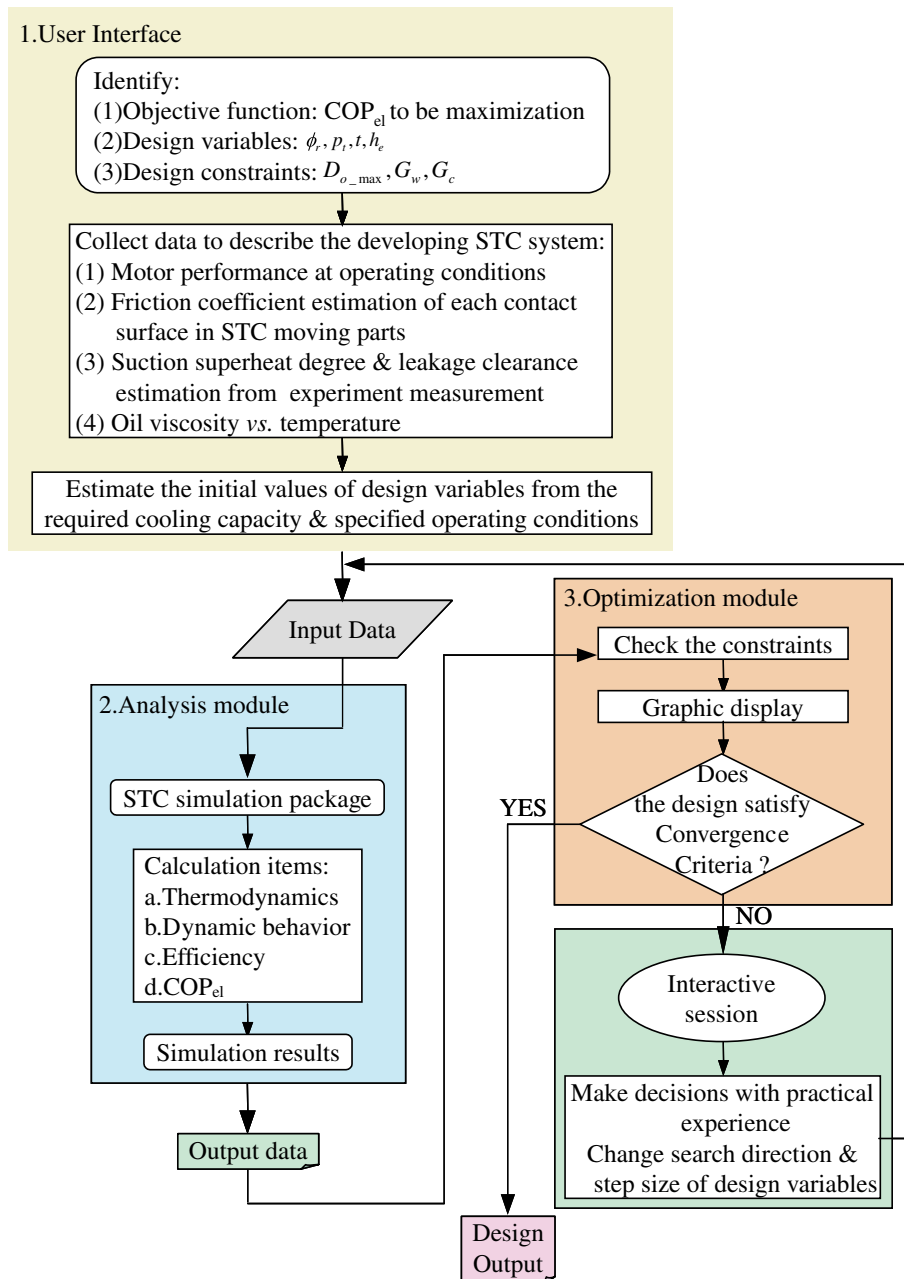 1.User Interface
Identify:
(1)Objective function: COPel to be maximization
(2)Design variables: ϕr, pt, t, he
(3)Design constraints: Do_max, Gw, Gc
Collect data to describe the developing STC system:
(1) Motor performance at operating conditions
(2) Friction coefficient estimation of each contact
surface in STC moving parts
(3) Suction superheat degree & leakage clearance
estimation from experiment measurement
(4) Oil viscosity vs. temperature
Estimate the initial values of design variables from the
required cooling capacity & specified operating conditions
Input Data
2.Analysis module
STC simulation package
Calculation items:
a.Thermodynamics
b.Dynamic behavior
c.Efficiency
d.COPel
Simulation results
Output data
3.Optimization module
Check the constraints
Graphic display
Does
the design satisfy
Convergence
Criteria ?
YES
NO
Interactive
session
Make decisions with practical
experience
Change search direction &
step size of design variables
Design
Output